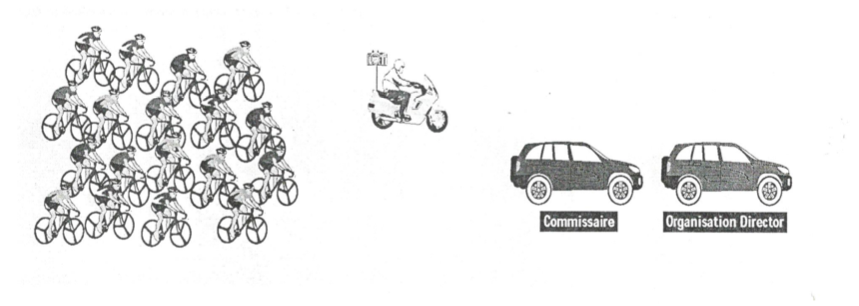 Commissaire
Organisation Director